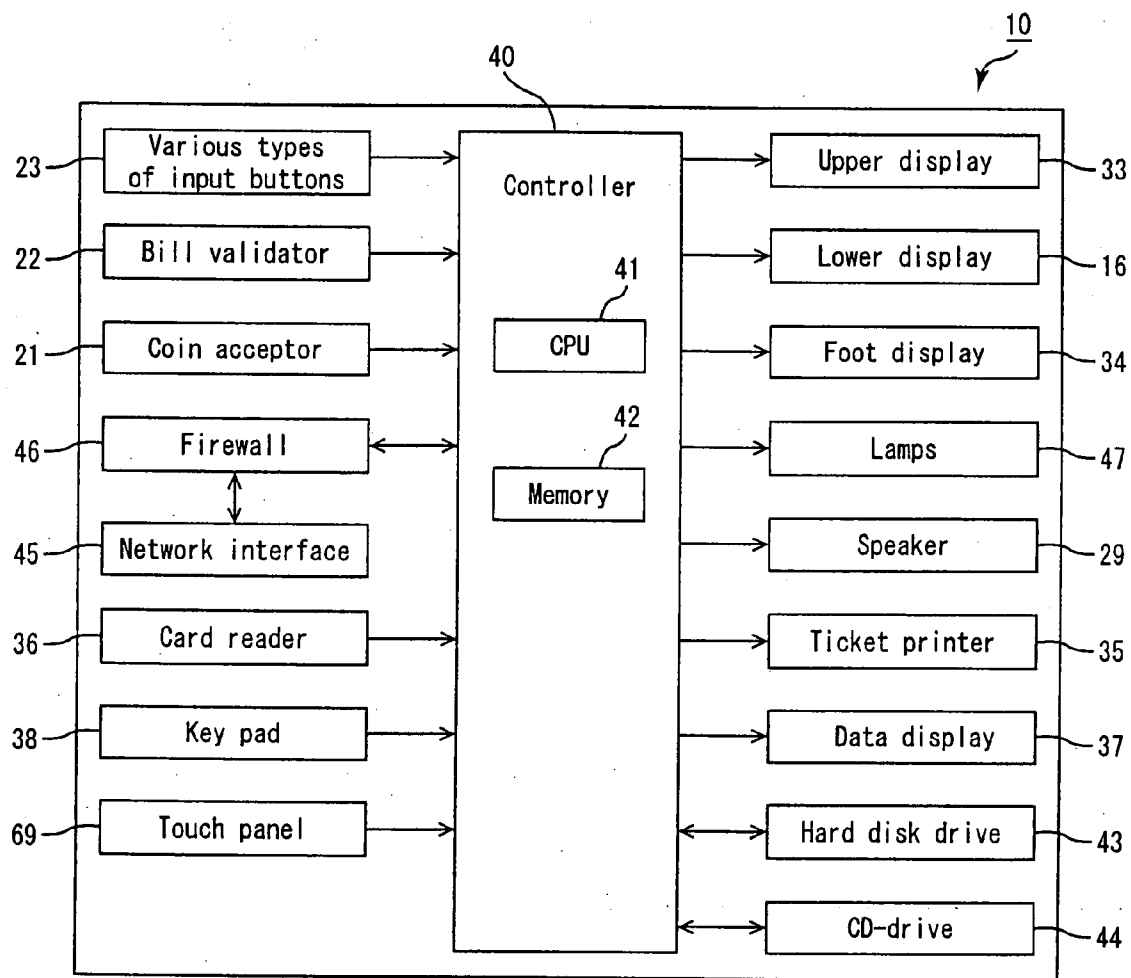 10
40
23
Various types
of input buttons
Controller
Upper display
33
22
Bill validator
Lower display
16
41
CPU
21
Coin acceptor
Foot display
34
46
Firewall
42
Memory
Lamps
47
45
Network interface
Speaker
29
36
Card reader
Ticket printer
35
38
Key pad
Data display
37
69
Touch panel
Hard disk drive
43
CD-drive
44